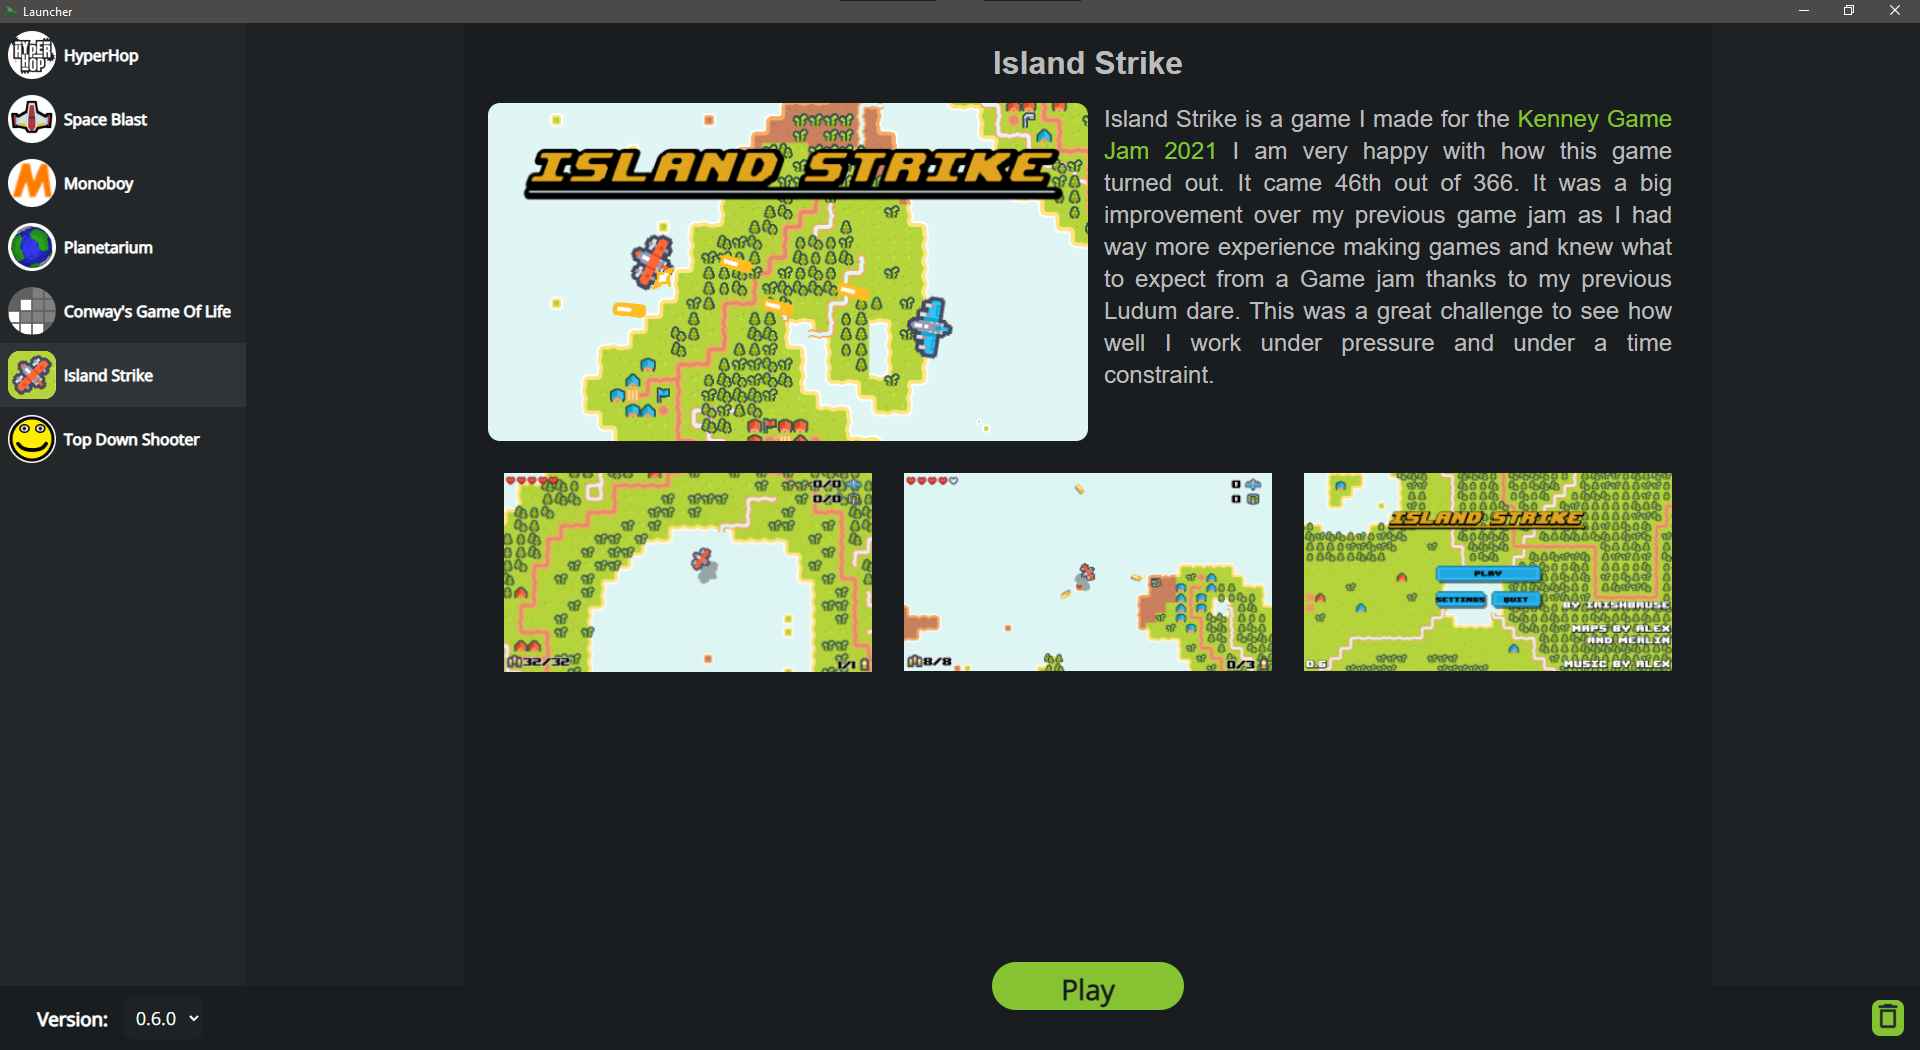 Launcher
HYPER
HOP
HyperHop
Space Blast
Monoboy
Planetarium
Conway's Game Of Life
Island Strike
Top Down Shooter
Island Strike
ISLAND STRIKE
Island Strike is a game I made for the Kenney Game
Jam 2021 I am very happy with how this game
turned out. It came 46th out of 366. It was a big
improvement over my previous game jam as I had
way more experience making games and knew what
to expect from a Game jam thanks to my previous
Ludum dare. This was a great challenge to see how
well I work under pressure and under a time
constraint.
0/0
0/0
32/32
1/1
0
0
8/8
0/3
ISLAND STRIKE
PLAY
SETTINGS QUIT
BY IRISHBRUSE
MAPS BY ALEX
AND MERLIN
0.6
MUSIC BY ALEX
Play
Version: 0.6.0